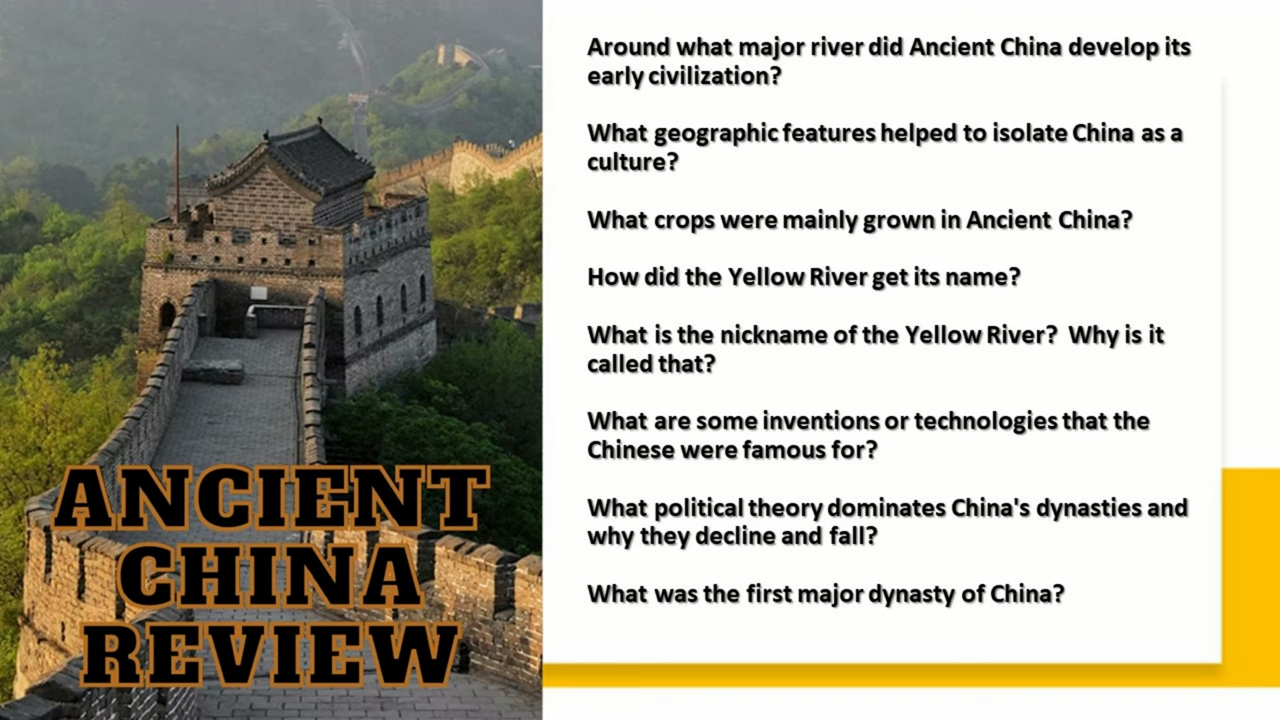 ANCIENT
CHINA
REVIEW
Around what major river did Ancient China develop its
early civilization?
What geographic features helped to isolate China as a
culture?
What crops were mainly grown in Ancient China?
How did the Yellow River get its name?
What is the nickname of the Yellow River?  Why is it
called that?
What are some inventions or technologies that the
Chinese were famous for?
What political theory dominates China's dynasties and
why they decline and fall?
What was the first major dynasty of China?